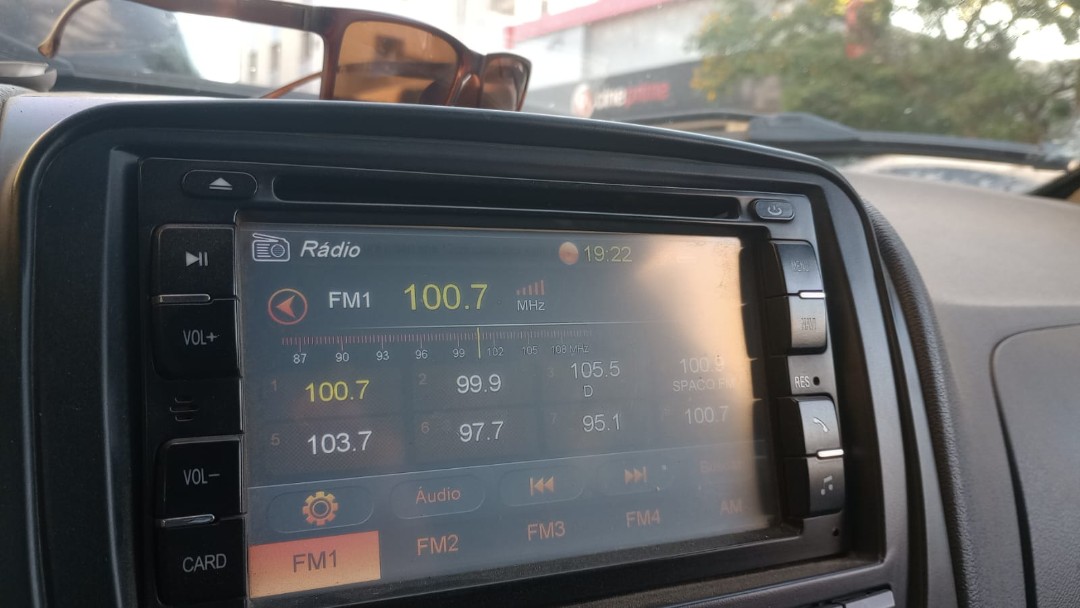 cineprime
Rádio
19:22
FM1 100.7 MHz
87 90 93 96 99 102 105 108 MHz
1 100.7
2 99.9
3 105.5
D
100.9
5 103.7
6 97.7
7 95.1
100.7
Áudio
FM1 FM2 FM3 FM4 AM
VOL+
VOL-
CARD
MENU
RES